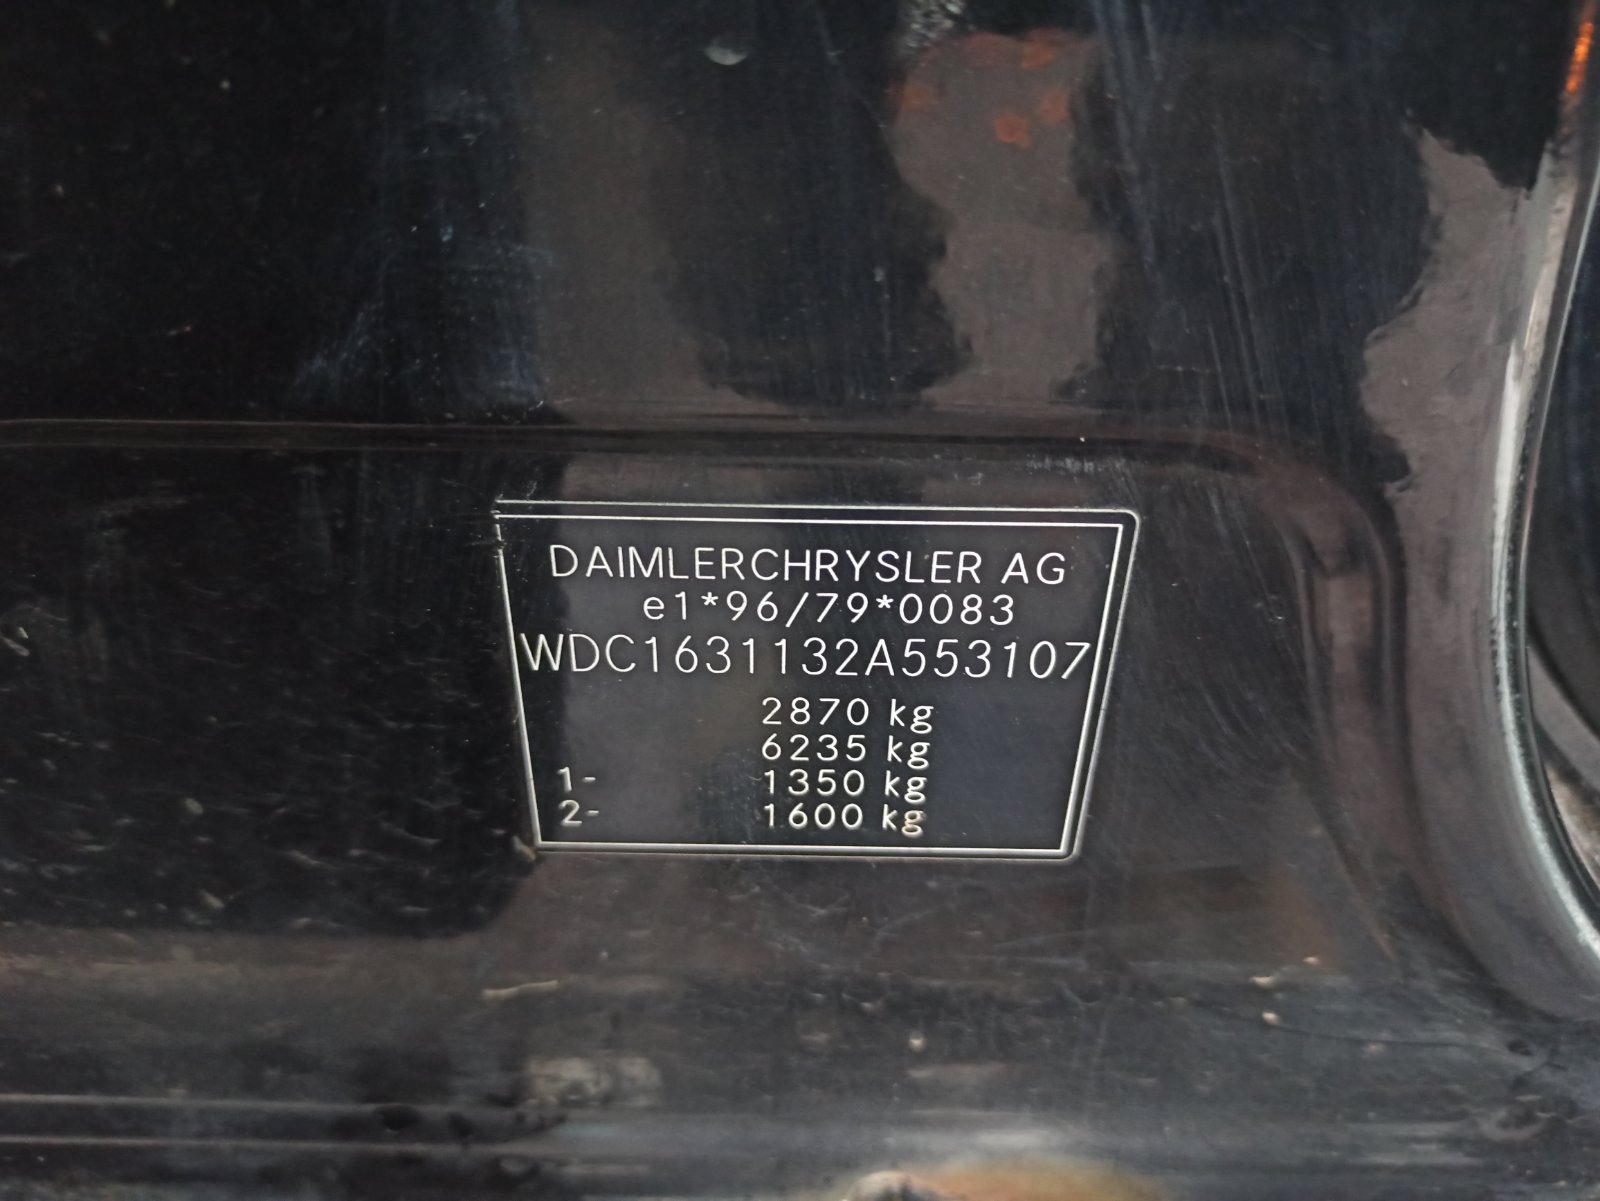 DAIMLERCHRYSLER AG
e1*96/79*0083
WDC1631132A553107
2870 kg
6235 kg
1- 1350 kg
2- 1600 kg